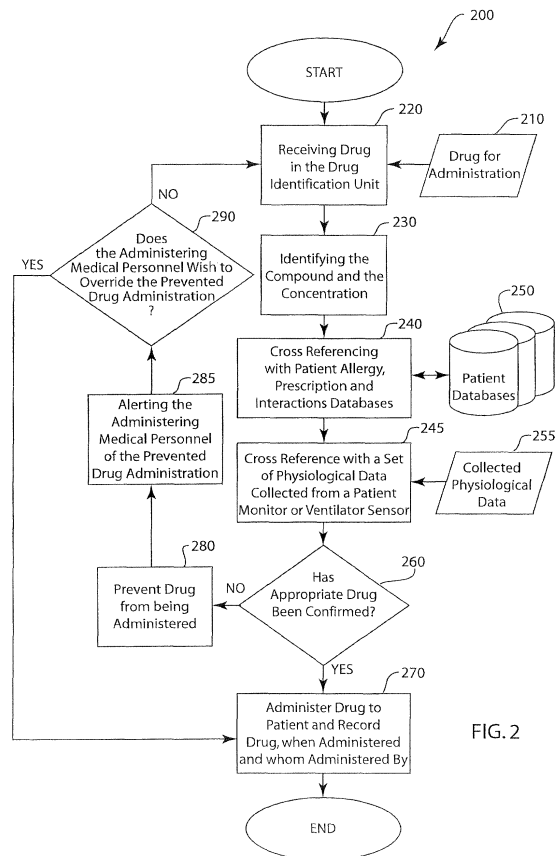 200
START
220
210
Receiving Drug
in the Drug
Identification Unit
Drug for
Administration
NO
290
230
YES
Does
the Administering
Medical Personnel Wish to
Override the Prevented
Drug Administration
?
Identifying the
Compound and the
Concentration
240
250
Cross Referencing
with Patient Allergy,
Prescription and
Interactions Databases
Patient
Databases
285
Alerting the
Administering
Medical Personnel
of the Prevented
Drug Administration
245
255
Cross Reference with a Set
of Physiological Data
Collected from a Patient
Monitor or Ventilator Sensor
Collected
Physiological
Data
280
260
Prevent Drug
from being
Administered
NO
Has
Appropriate Drug
Been Confirmed?
YES
270
Administer Drug to
Patient and Record
Drug, when Administered
and whom Administered By
FIG. 2
END